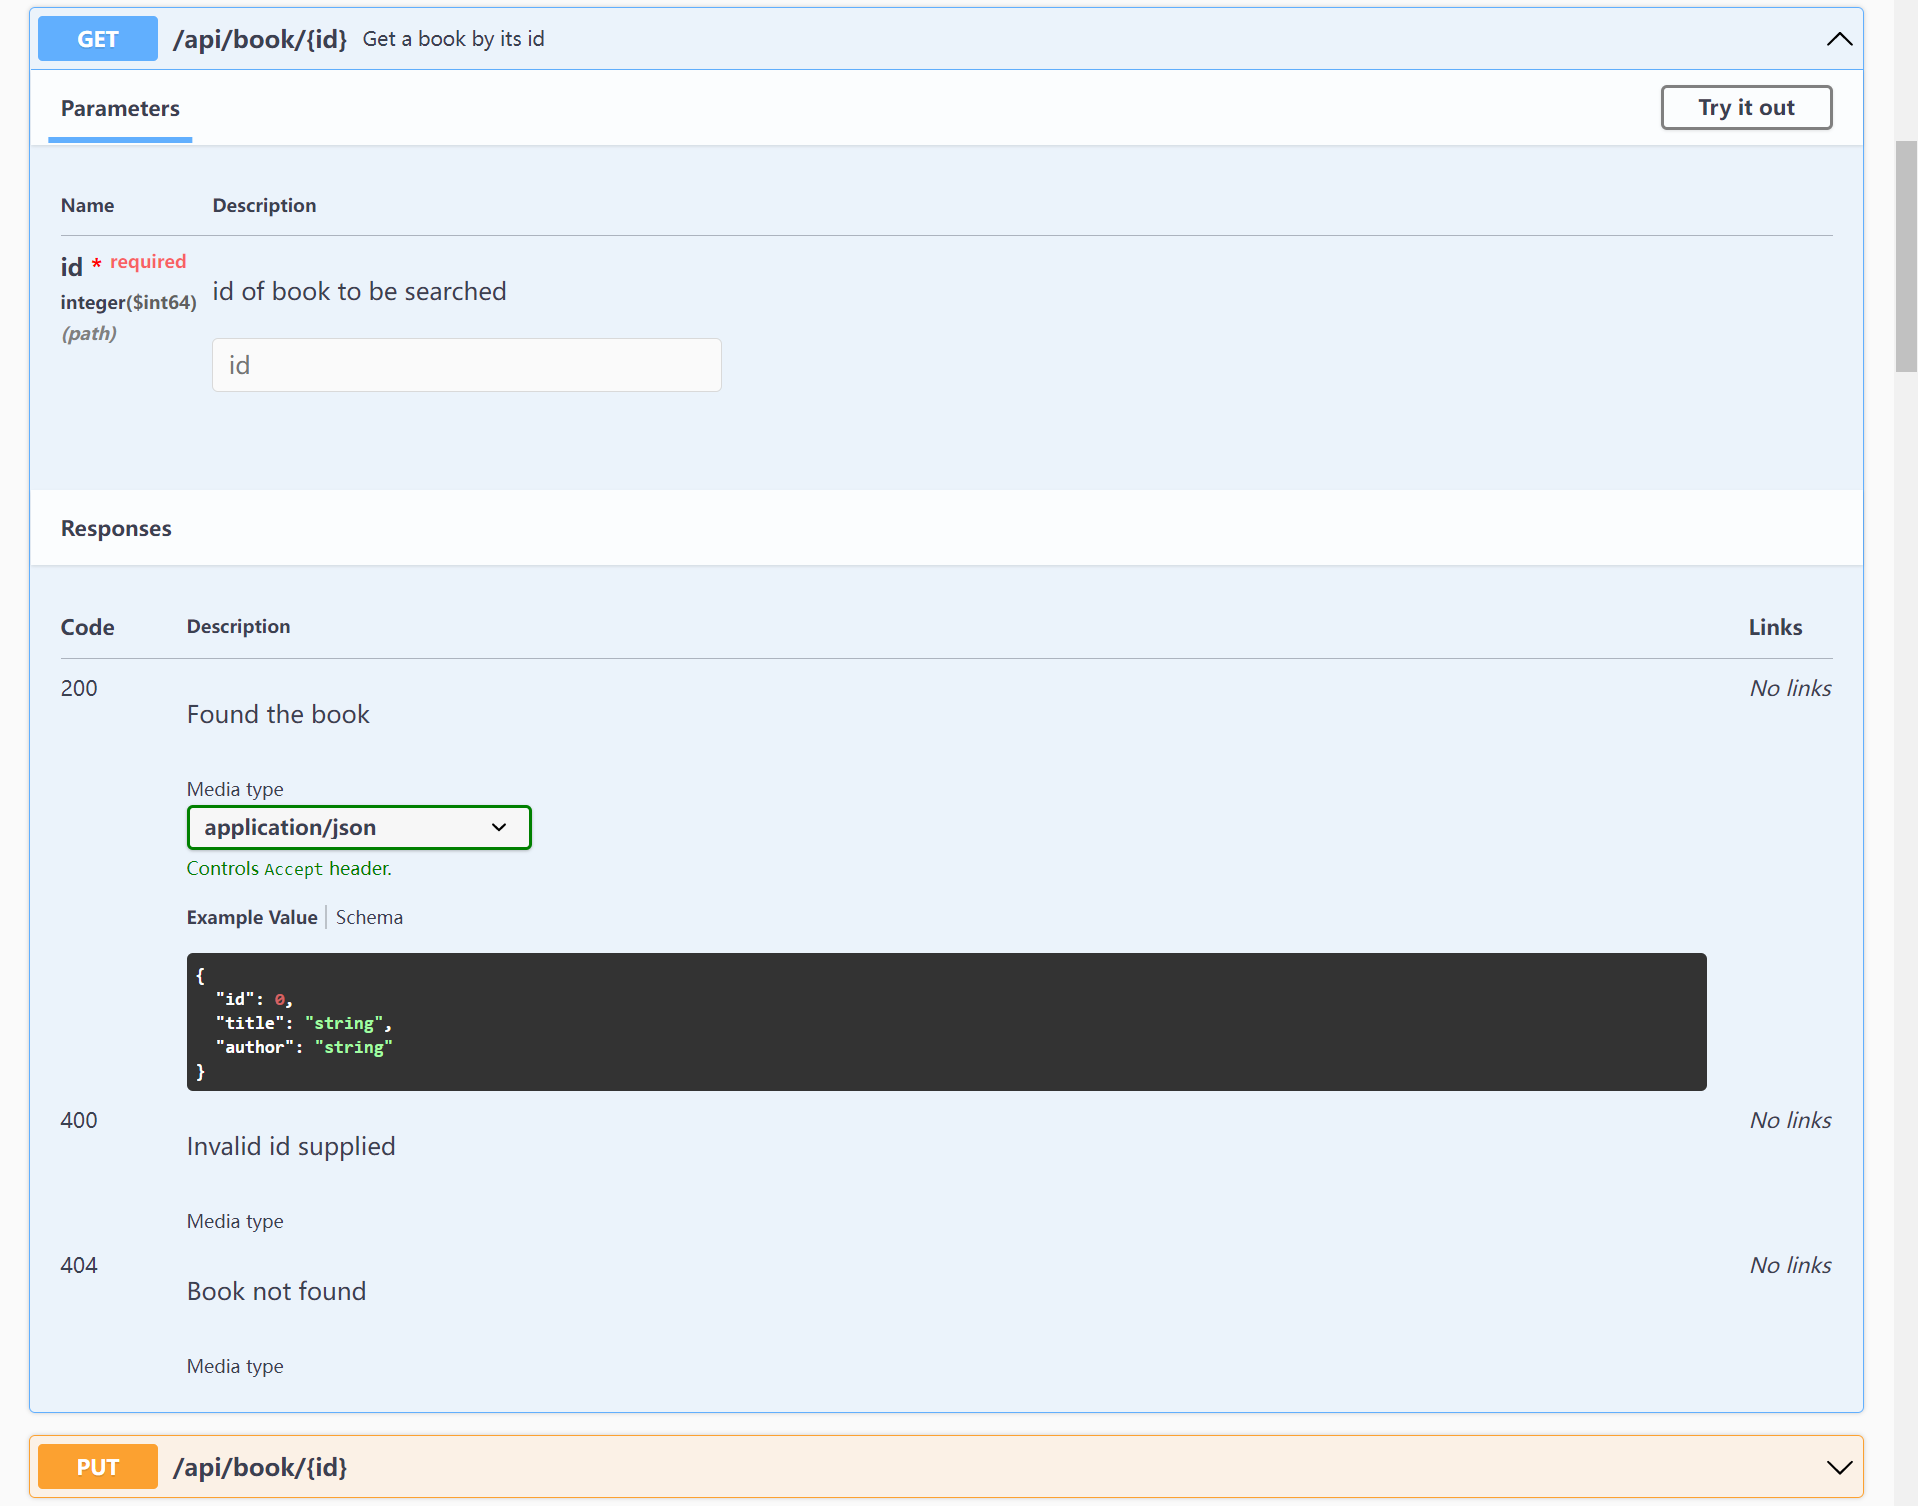 GET /api/book/{id} Get a book by its id
Parameters
Try it out
Name Description
id * required
integer($int64)
(path)
id of book to be searched
id
Responses
Code Description Links
200 No links
Found the book
Media type
application/json
Controls Accept header.
Example Value Schema
{
  "id": 0,
  "title": "string",
  "author": "string"
}
400 No links
Invalid id supplied
Media type
404 No links
Book not found
Media type
PUT /api/book/{id}